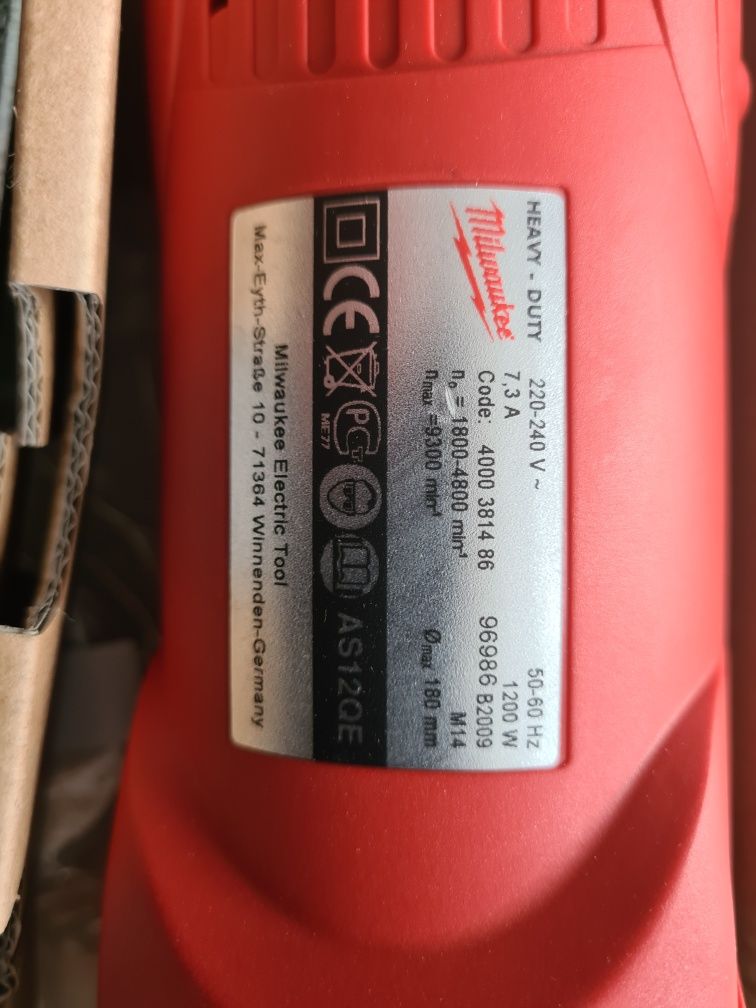 HEAVY - DUTY
Milwaukee
220-240 V ~ 50-60 Hz
7,3 A 1200 W
Code: 4000 3814 86 96986 B2009
n₀ = 1800-4800 min⁻¹ M14
nmax =9300 min⁻¹ Ømax 180 mm
CE PCT ME77 AS12QE
Milwaukee Electric Tool
Max-Eyth-Straße 10 - 71364 Winnenden-Germany